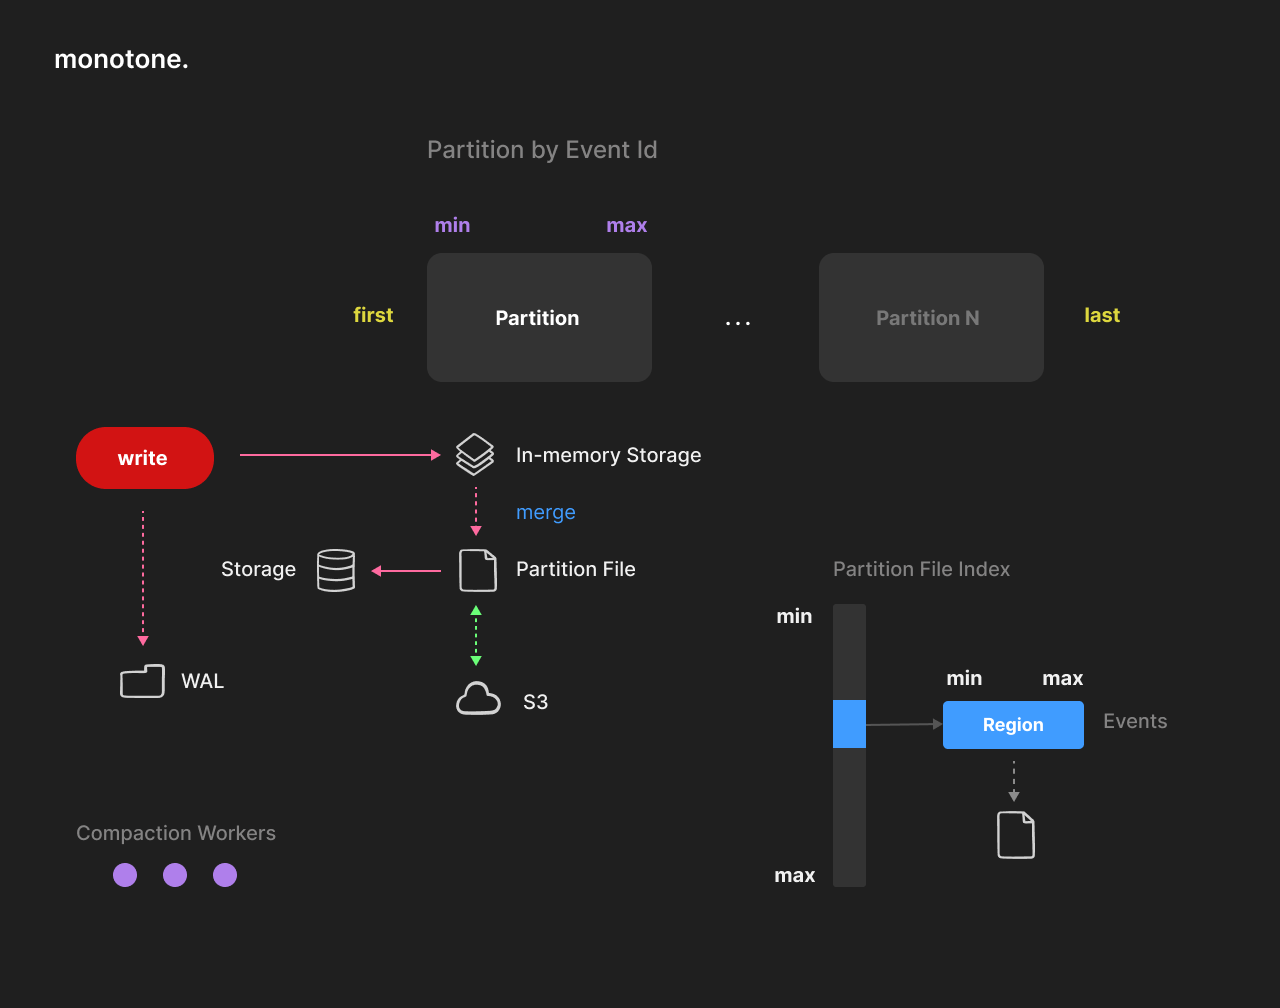 monotone.
Partition by Event Id
min max
first Partition ... Partition N last
write In-memory Storage
merge
Storage Partition File Partition File Index
min
WAL min max
S3
Region Events
Compaction Workers
max